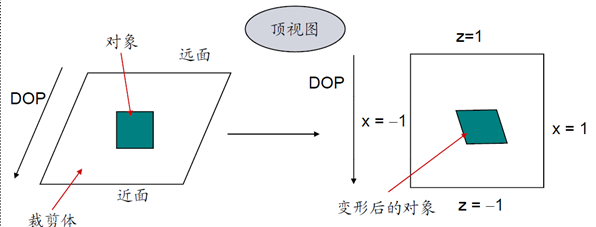 顶视图
对象
远面
DOP
近面
裁剪体
z=1
DOP
x = −1
x = 1
变形后的对象
z = −1